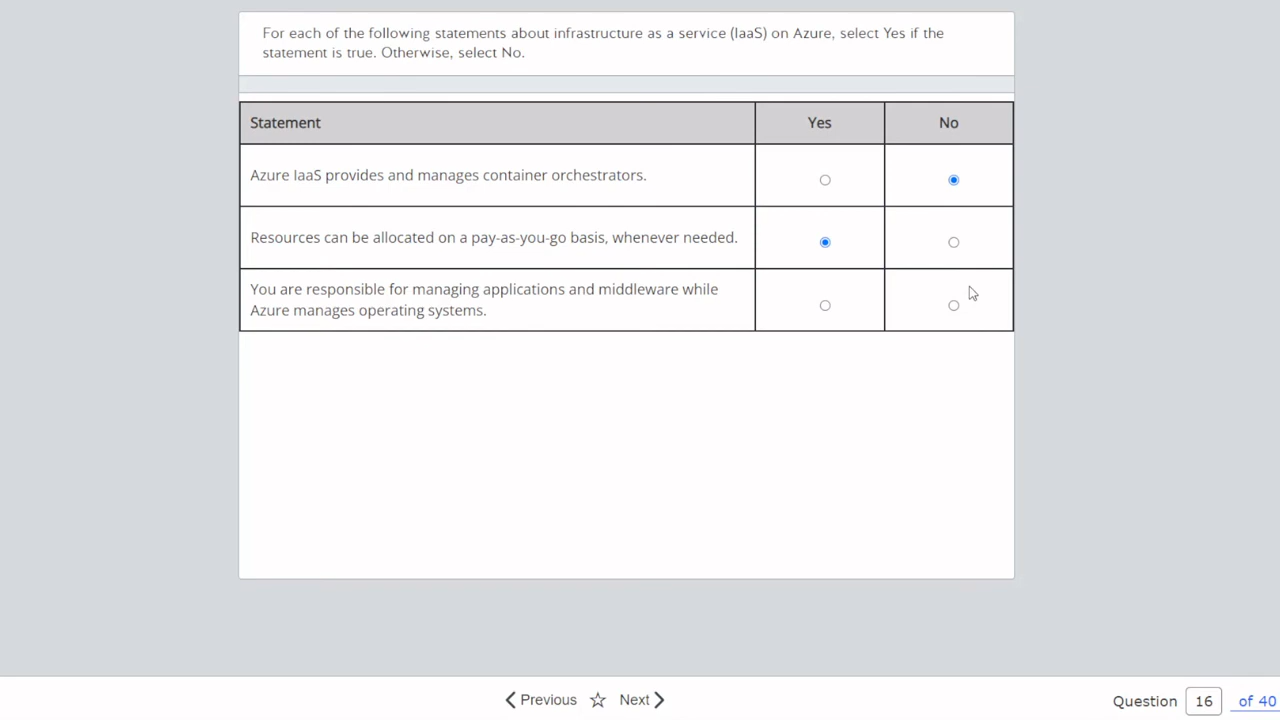 For each of the following statements about infrastructure as a service (IaaS) on Azure, select Yes if the
statement is true. Otherwise, select No.
Statement Yes No
Azure IaaS provides and manages container orchestrators.
Resources can be allocated on a pay-as-you-go basis, whenever needed.
You are responsible for managing applications and middleware while
Azure manages operating systems.
Previous Next Question 16 of 40